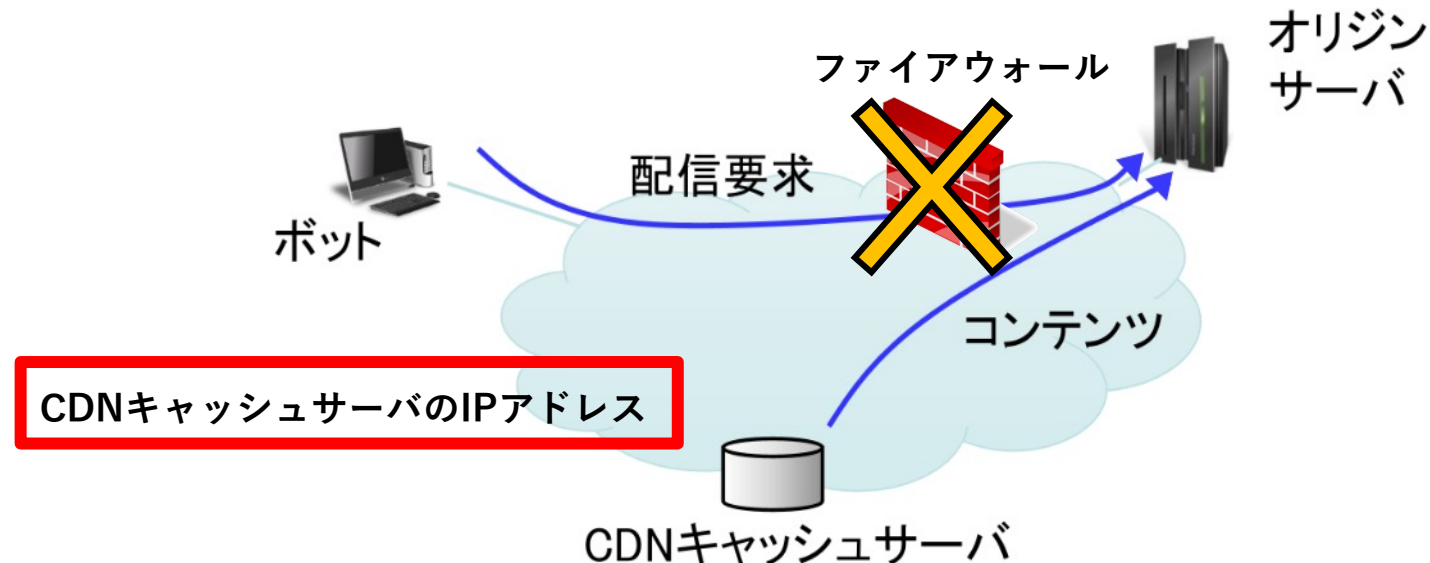 オリジン
サーバ
ファイアウォール
配信要求
ボット
コンテンツ
CDNキャッシュサーバのIPアドレス
CDNキャッシュサーバ